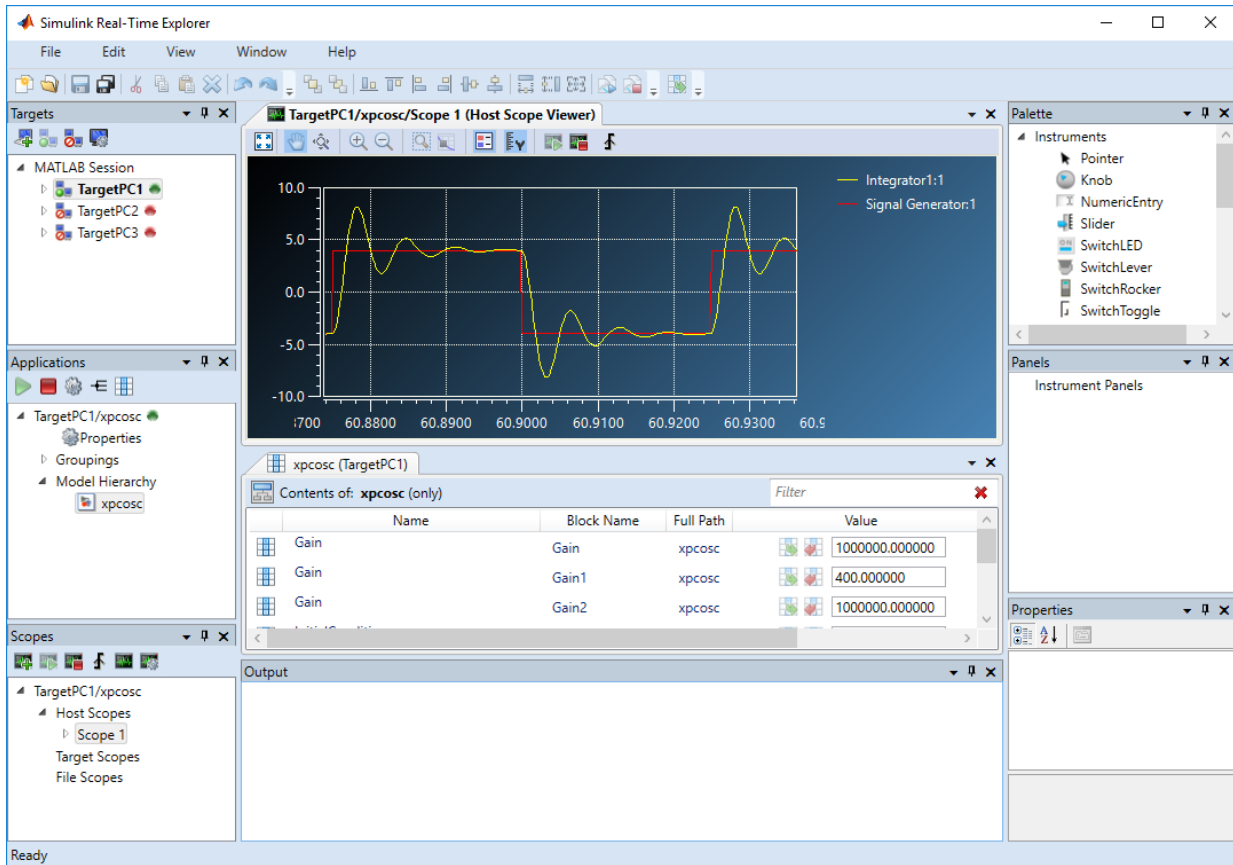 Simulink Real-Time Explorer
File Edit View Window Help
Targets
MATLAB Session
TargetPC1
TargetPC2
TargetPC3
Applications
TargetPC1/xpcosc
Properties
Groupings
Model Hierarchy
xpcosc
Scopes
TargetPC1/xpcosc
Host Scopes
Scope 1
Target Scopes
File Scopes
TargetPC1/xpcosc/Scope 1 (Host Scope Viewer)
10.0
5.0
0.0
-5.0
-10.0
60.8800 60.8900 60.9000 60.9100 60.9200 60.9300
Integrator1:1
Signal Generator:1
xpcosc (TargetPC1)
Contents of: xpcosc (only) Filter
Name Block Name Full Path Value
Gain Gain xpcosc 1000000.000000
Gain Gain1 xpcosc 400.000000
Gain Gain2 xpcosc 1000000.000000
Output
Palette
Instruments
Pointer
Knob
NumericEntry
Slider
SwitchLED
SwitchLever
SwitchRocker
SwitchToggle
Panels
Instrument Panels
Properties
Ready